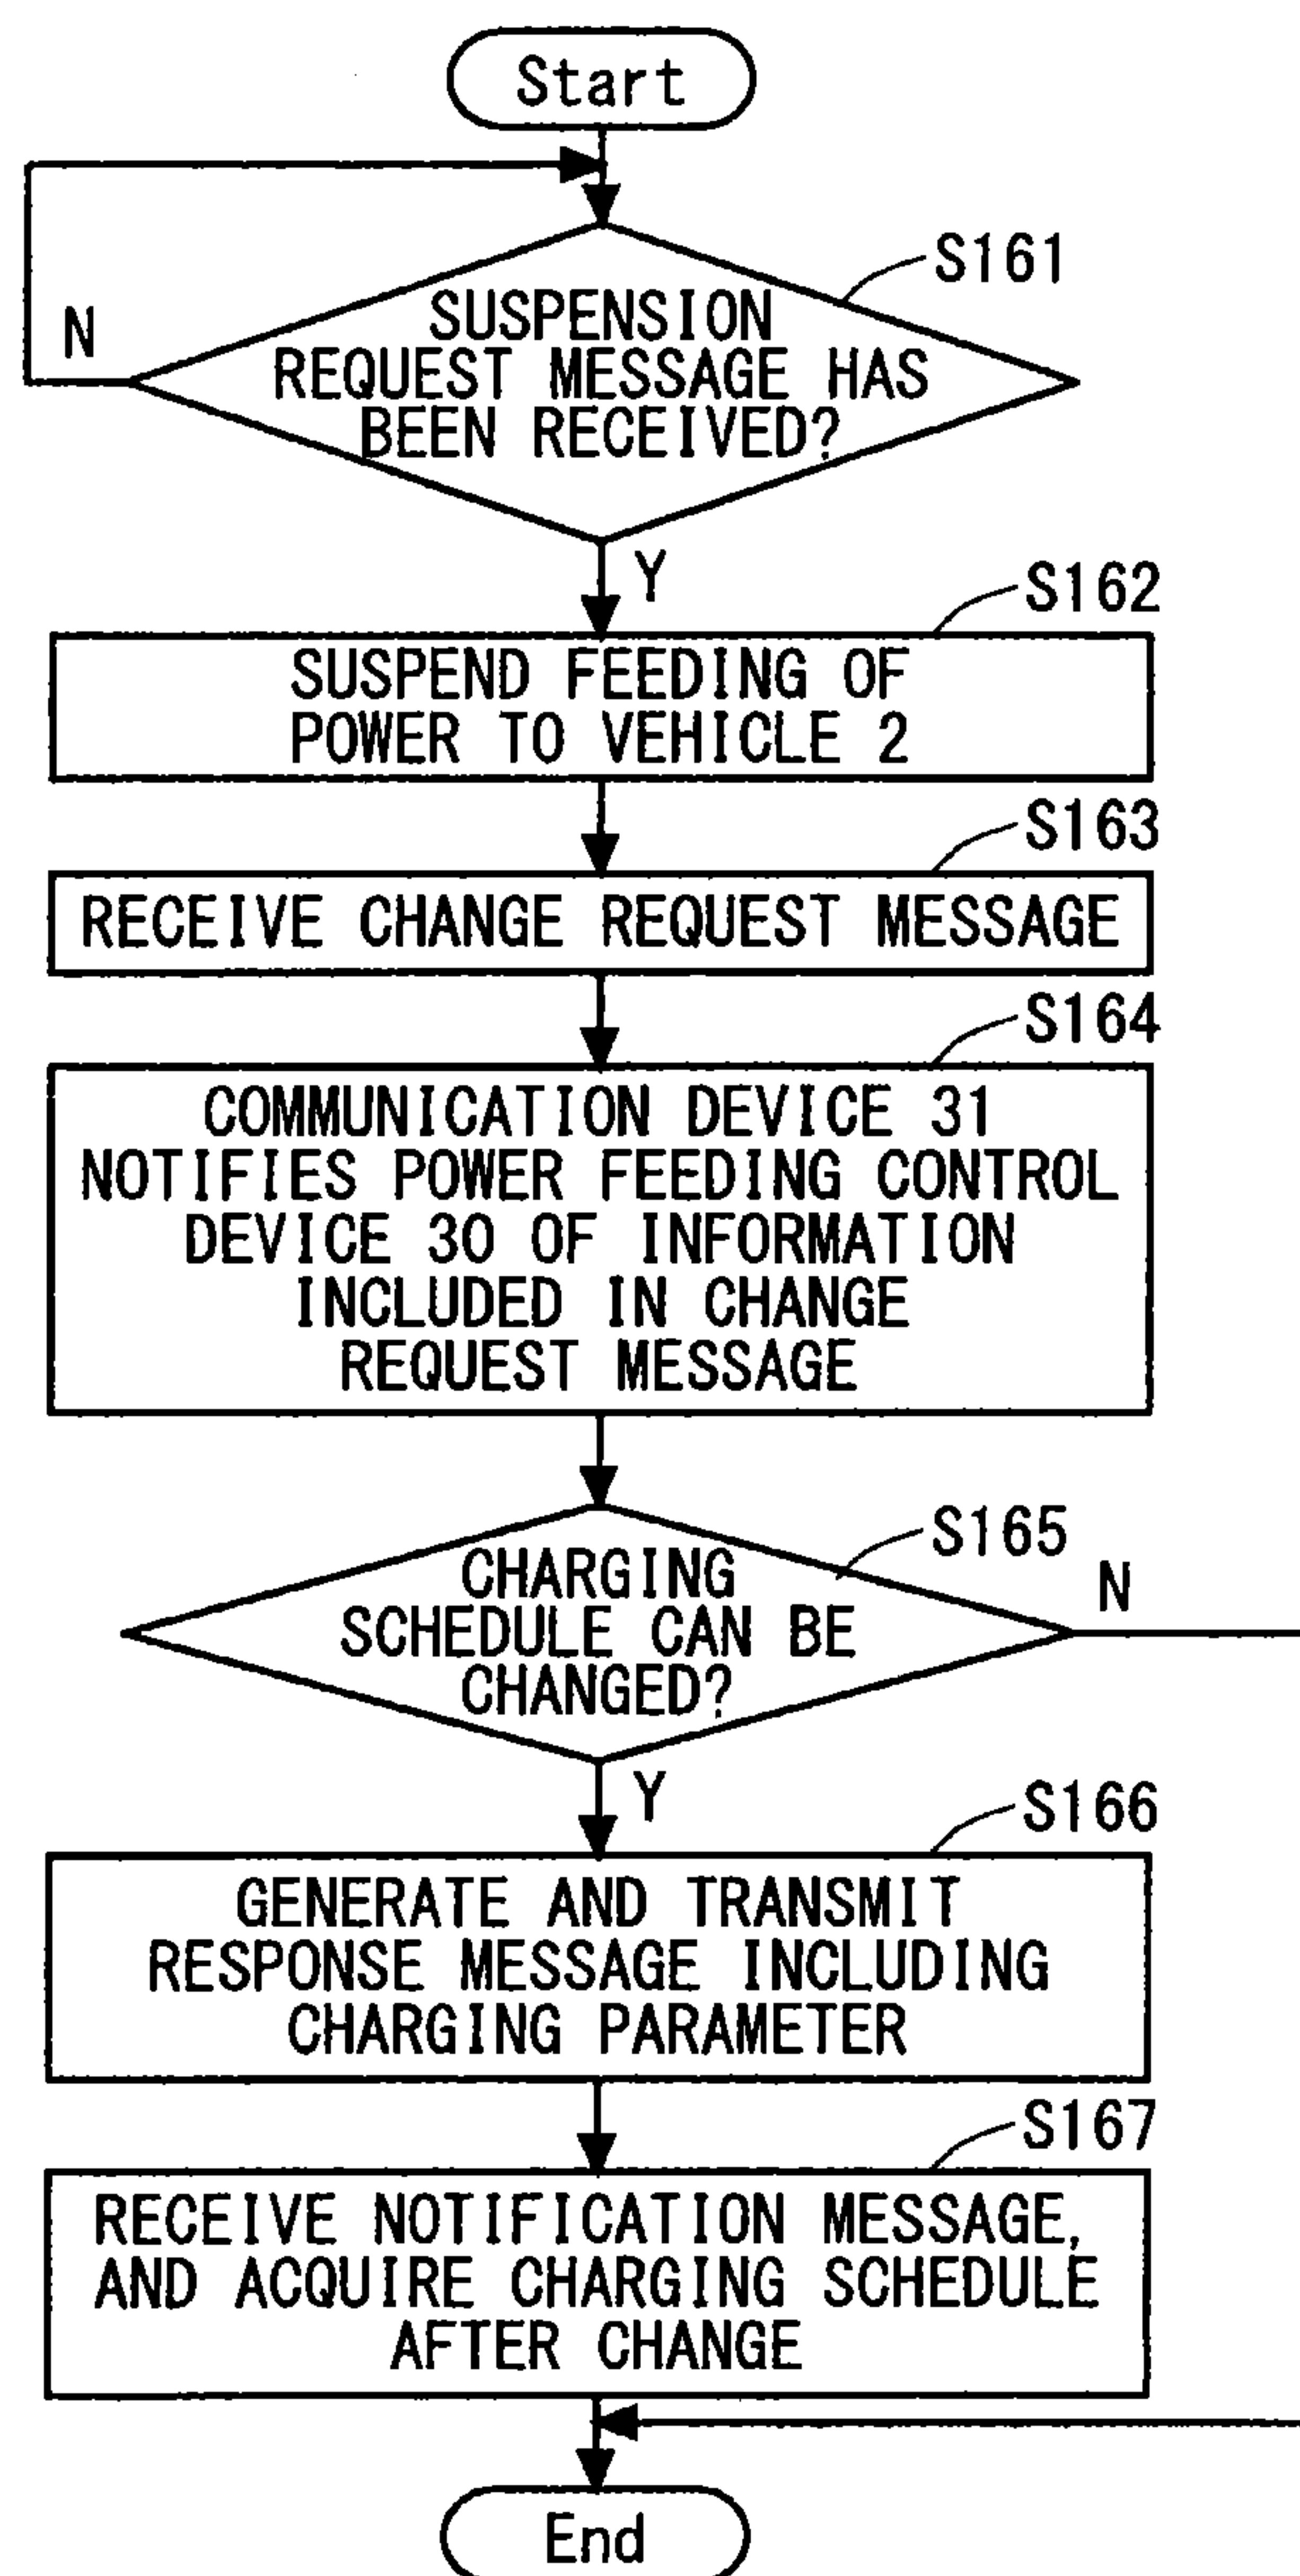 Start
S161
SUSPENSION
REQUEST MESSAGE HAS
BEEN RECEIVED?
N
Y
S162
SUSPEND FEEDING OF
POWER TO VEHICLE 2
S163
RECEIVE CHANGE REQUEST MESSAGE
S164
COMMUNICATION DEVICE 31
NOTIFIES POWER FEEDING CONTROL
DEVICE 30 OF INFORMATION
INCLUDED IN CHANGE
REQUEST MESSAGE
S165
CHARGING
SCHEDULE CAN BE
CHANGED?
N
Y
S166
GENERATE AND TRANSMIT
RESPONSE MESSAGE INCLUDING
CHARGING PARAMETER
S167
RECEIVE NOTIFICATION MESSAGE,
AND ACQUIRE CHARGING SCHEDULE
AFTER CHANGE
End